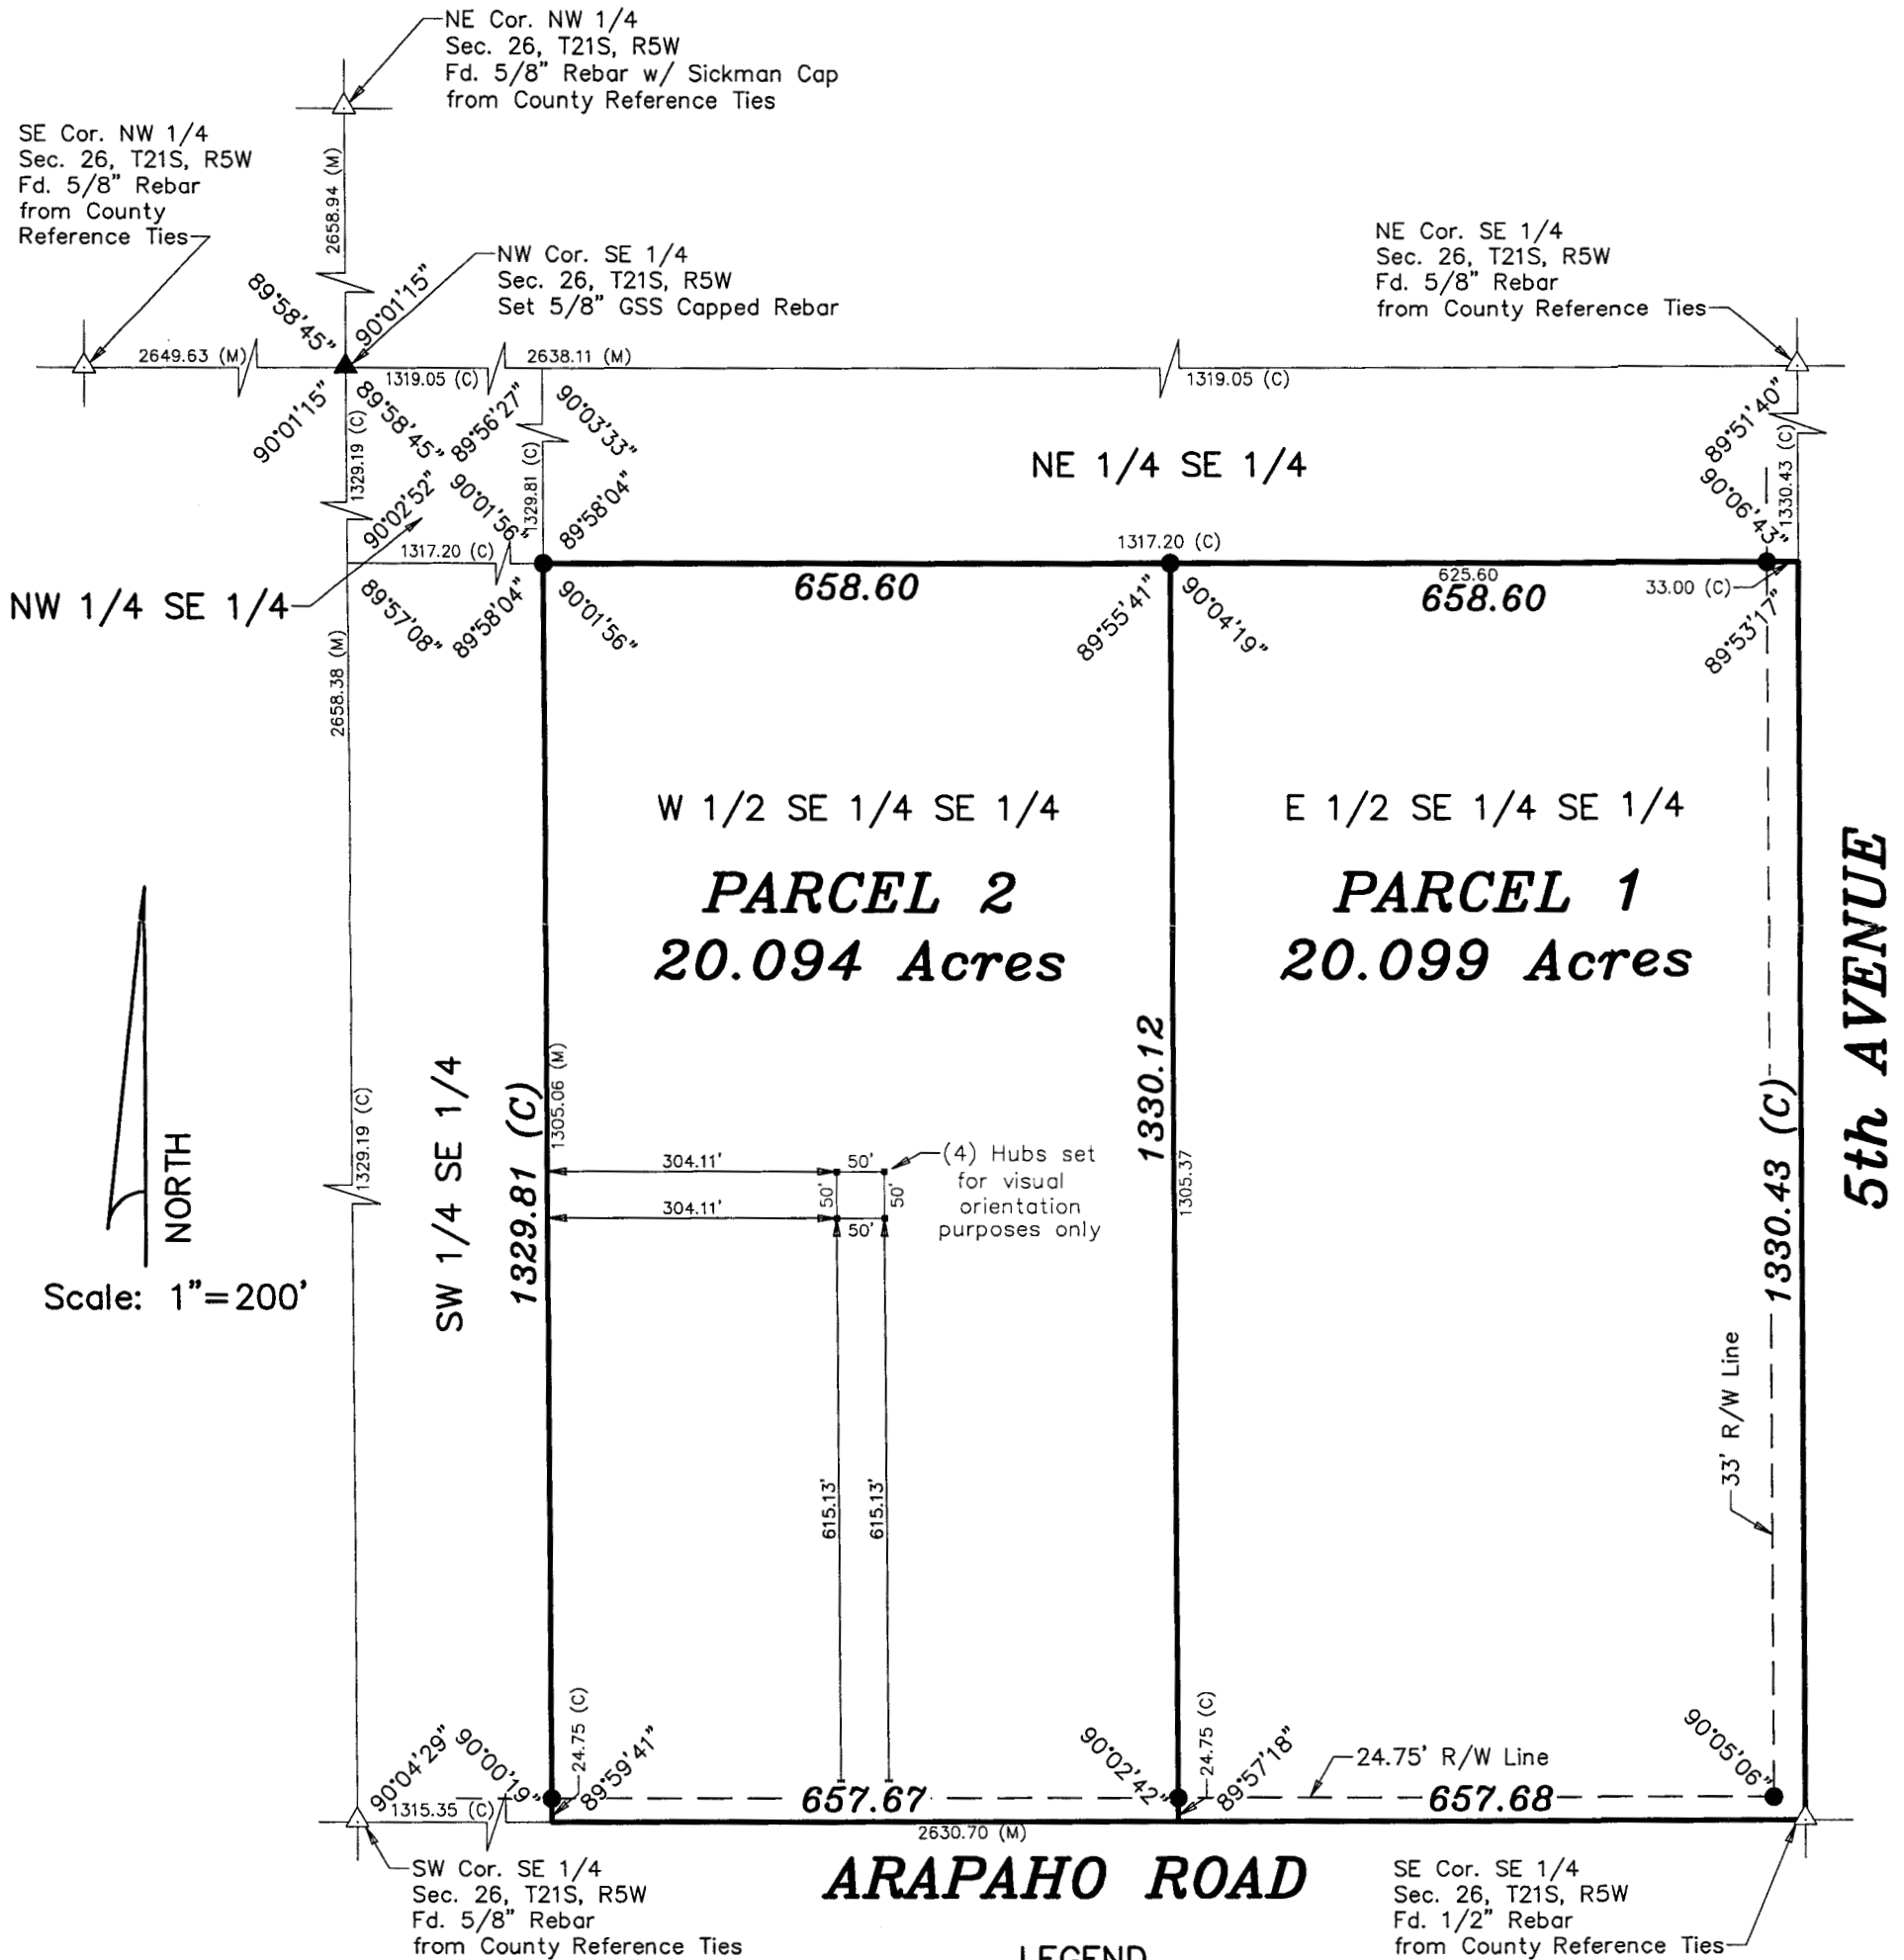 NE Cor. NW 1/4
Sec. 26, T21S, R5W
Fd. 5/8" Rebar w/ Sickman Cap
from County Reference Ties
SE Cor. NW 1/4
Sec. 26, T21S, R5W
Fd. 5/8" Rebar
from County
Reference Ties
2658.94 (M)
NW Cor. SE 1/4
Sec. 26, T21S, R5W
Set 5/8" GSS Capped Rebar
NE Cor. SE 1/4
Sec. 26, T21S, R5W
Fd. 5/8" Rebar
from County Reference Ties
89°58'45"
90°01'15"
2649.63 (M)
2638.11 (M)
1319.05 (C)
1319.05 (C)
90°01'15"
89°58'45"
89°56'27"
90°03'33"
89°51'40"
1329.19 (C)
1329.81 (C)
1330.43 (C)
NE 1/4 SE 1/4
90°02'52"
90°01'56"
89°58'04"
90°06'43"
1317.20 (C)
1317.20 (C)
NW 1/4 SE 1/4
658.60
625.60
658.60
33.00 (C)
89°57'08"
89°58'04"
90°01'56"
89°55'41"
90°04'19"
89°53'17"
2658.38 (M)
W 1/2 SE 1/4 SE 1/4
E 1/2 SE 1/4 SE 1/4
PARCEL 2
20.094 Acres
PARCEL 1
20.099 Acres
5th AVENUE
NORTH
Scale: 1"=200'
1329.19 (C)
SW 1/4 SE 1/4
1329.81 (C)
1305.06 (M)
304.11'
304.11'
50'
50'
50'
50'
(4) Hubs set
for visual
orientation
purposes only
1330.12
1305.37
1330.43 (C)
33' R/W Line
615.13'
615.13'
90°04'29"
90°00'19"
24.75 (C)
89°59'41"
90°02'42"
24.75 (C)
89°57'18"
24.75' R/W Line
90°05'06"
1315.35 (C)
657.67
657.68
2630.70 (M)
ARAPAHO ROAD
SW Cor. SE 1/4
Sec. 26, T21S, R5W
Fd. 5/8" Rebar
from County Reference Ties
SE Cor. SE 1/4
Sec. 26, T21S, R5W
Fd. 1/2" Rebar
from County Reference Ties
LEGEND